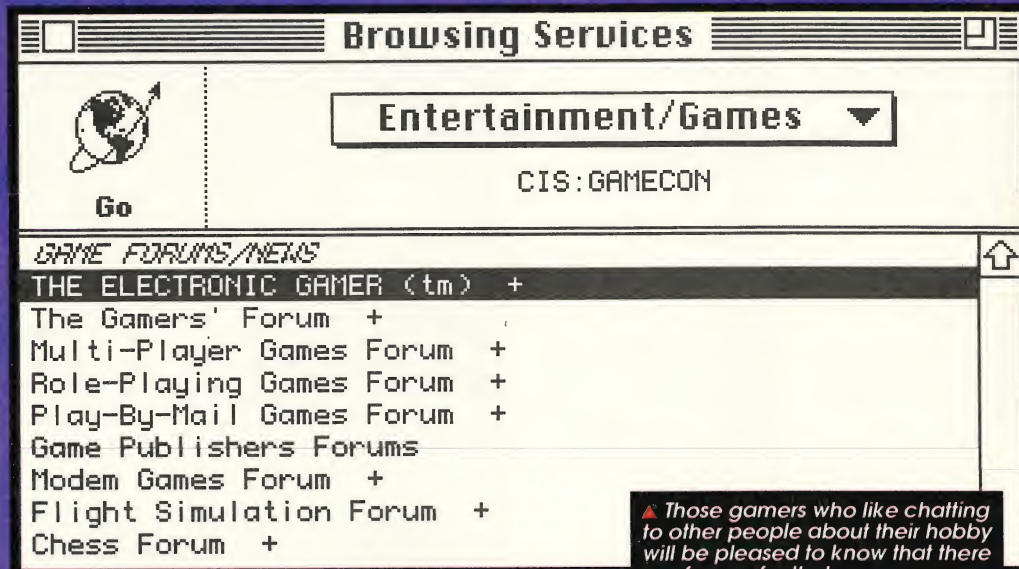 Browsing Services
Entertainment/Games
CIS:GAMECON
Go
GAME FORUMS/NEWS
THE ELECTRONIC GAMER (tm) +
The Gamers' Forum +
Multi-Player Games Forum +
Role-Playing Games Forum +
Play-By-Mail Games Forum +
Game Publishers Forums
Modem Games Forum +
Flight Simulation Forum +
Chess Forum +
Those gamers who like chatting
to other people about their hobby
will be pleased to know that there